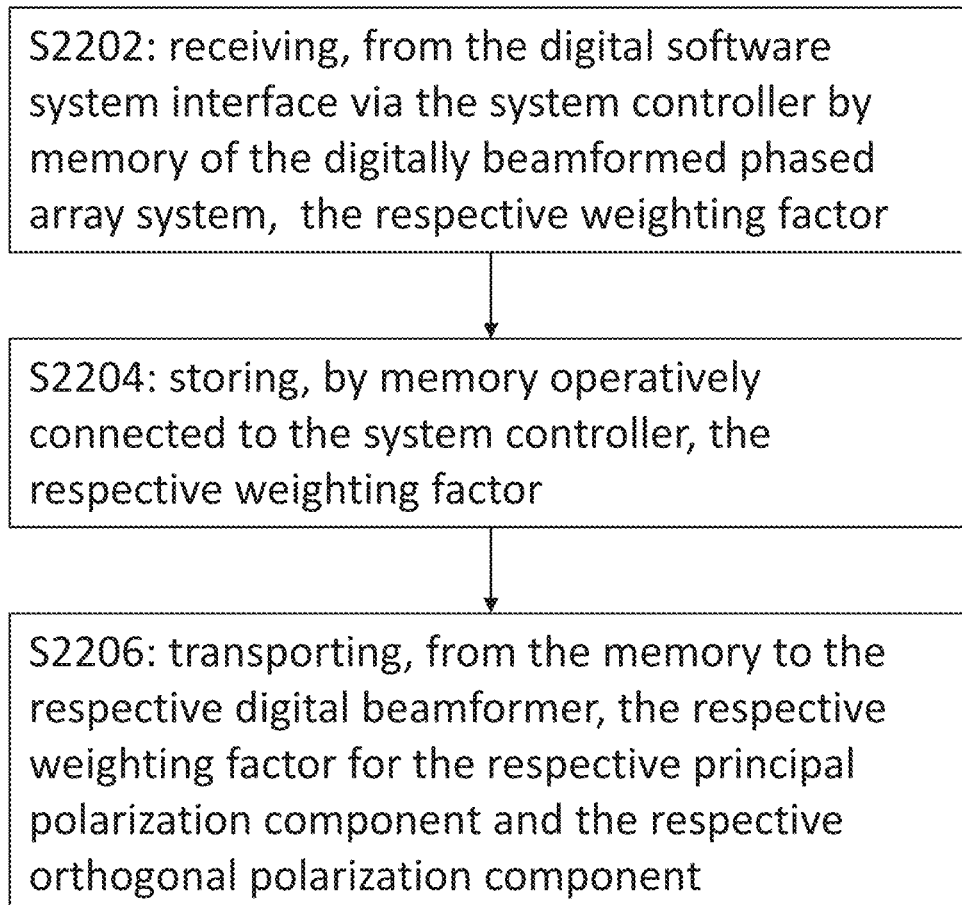 S2202: receiving, from the digital software
system interface via the system controller by
memory of the digitally beamformed phased
array system, the respective weighting factor
S2204: storing, by memory operatively
connected to the system controller, the
respective weighting factor
S2206: transporting, from the memory to the
respective digital beamformer, the respective
weighting factor for the respective principal
polarization component and the respective
orthogonal polarization component